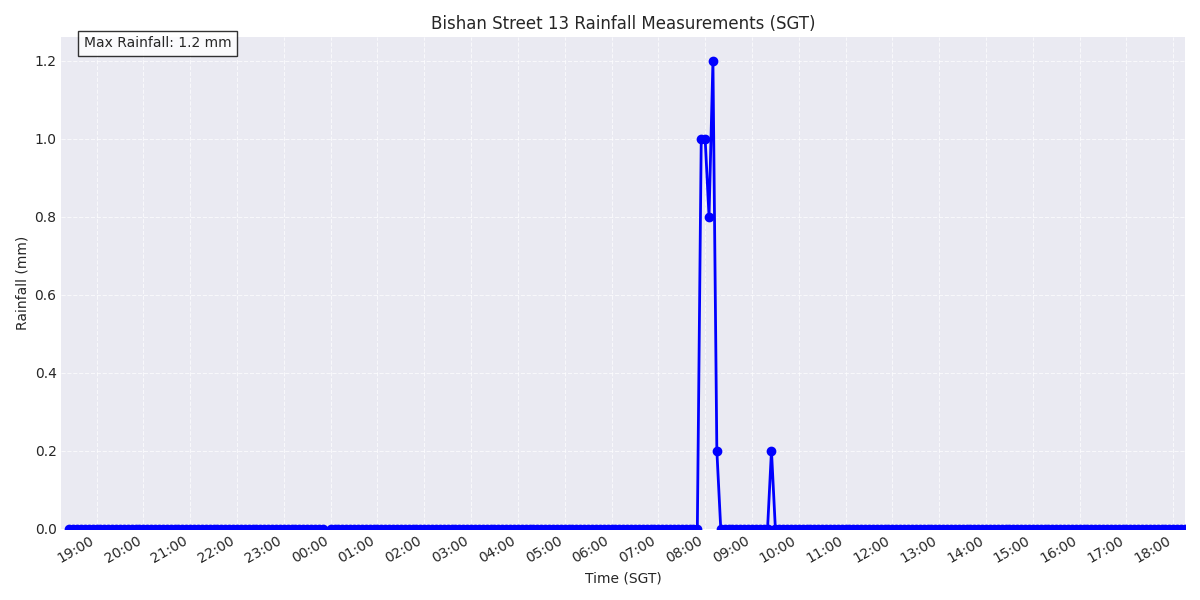 Bishan Street 13 Rainfall Measurements (SGT)
Max Rainfall: 1.2 mm
1.2
1.0
0.8
0.6
0.4
0.2
0.0
Rainfall (mm)
19:00 20:00 21:00 22:00 23:00 00:00 01:00 02:00 03:00 04:00 05:00 06:00 07:00 08:00 09:00 10:00 11:00 12:00 13:00 14:00 15:00 16:00 17:00 18:00
Time (SGT)